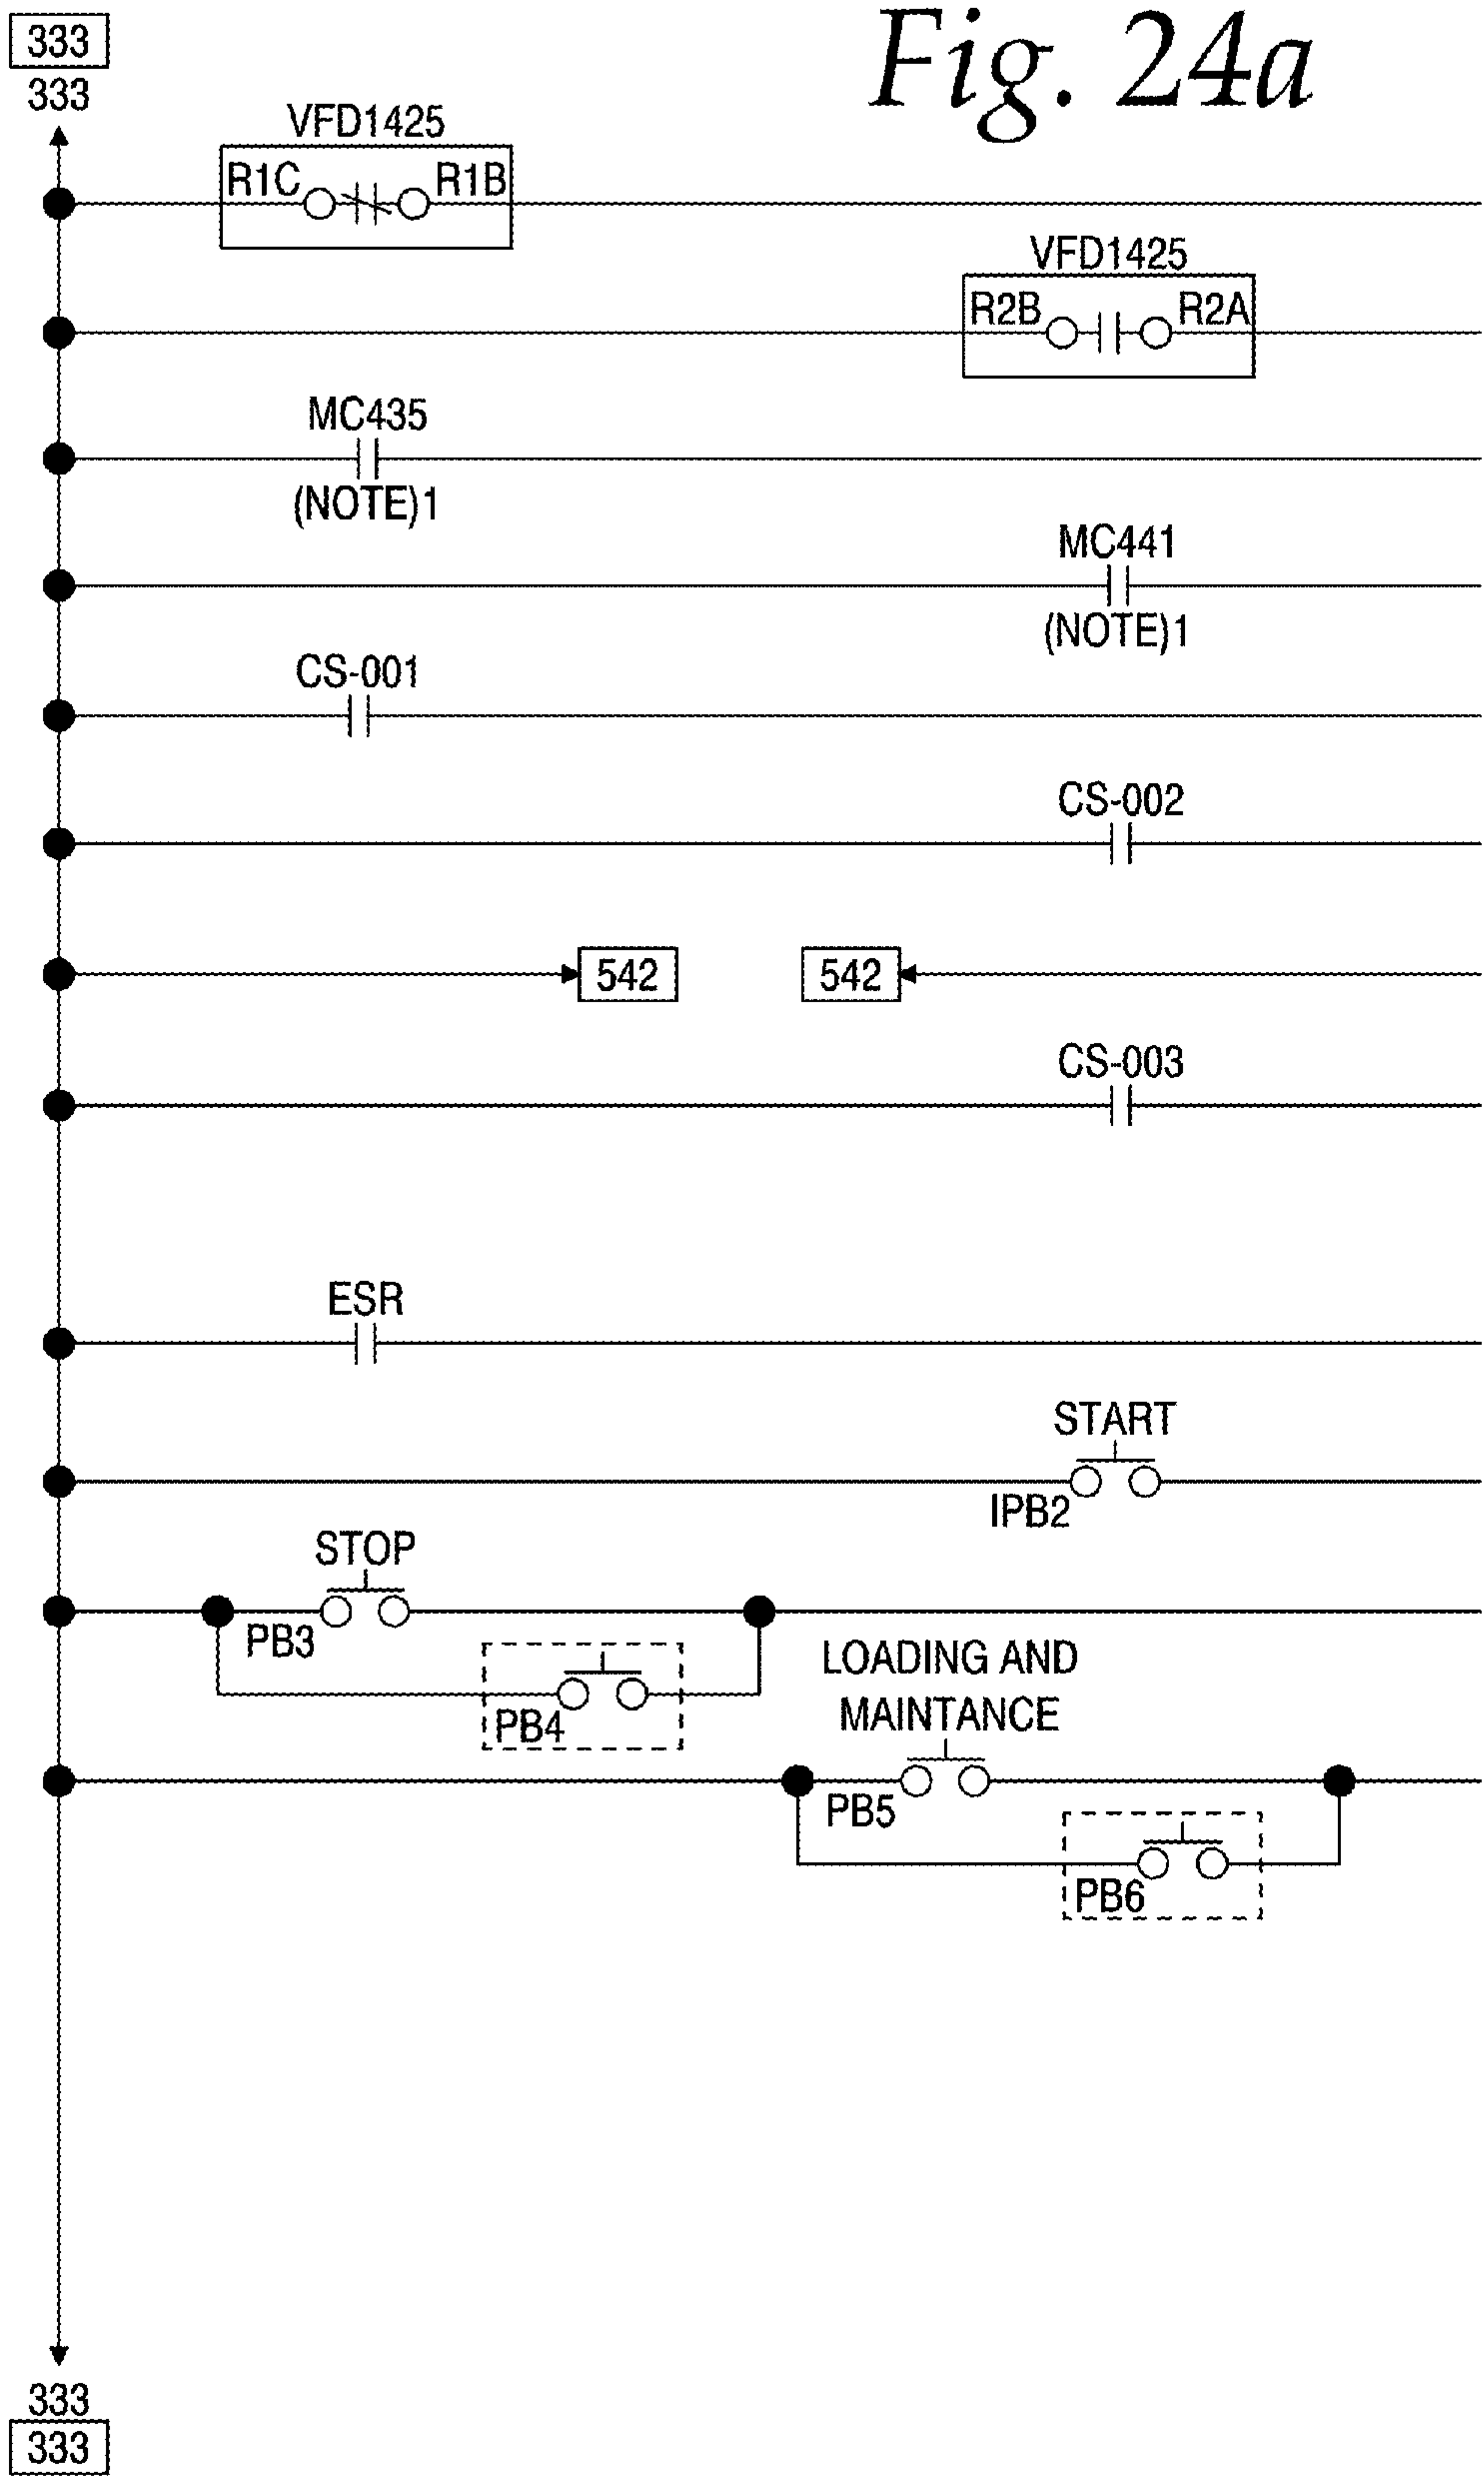 Fig. 24a
333
333
VFD1425
R1C R1B
VFD1425
R2B R2A
MC435
(NOTE)1
MC441
(NOTE)1
CS-001
CS-002
542 542
CS-003
ESR
START
IPB2
STOP
PB3
PB4
LOADING AND
MAINTANCE
PB5
PB6
333
333